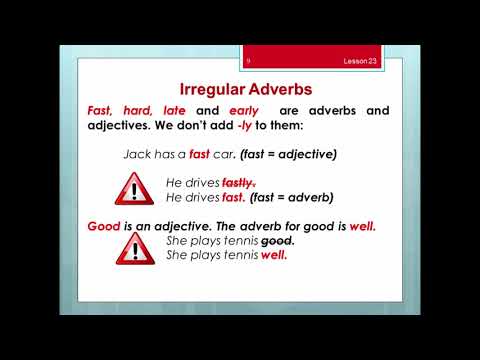 9 Lesson 23
Irregular Adverbs
Fast, hard, late and early are adverbs and
adjectives. We don't add -ly to them:
Jack has a fast car. (fast = adjective)
He drives fastly.
He drives fast. (fast = adverb)
Good is an adjective. The adverb for good is well.
She plays tennis good.
She plays tennis well.